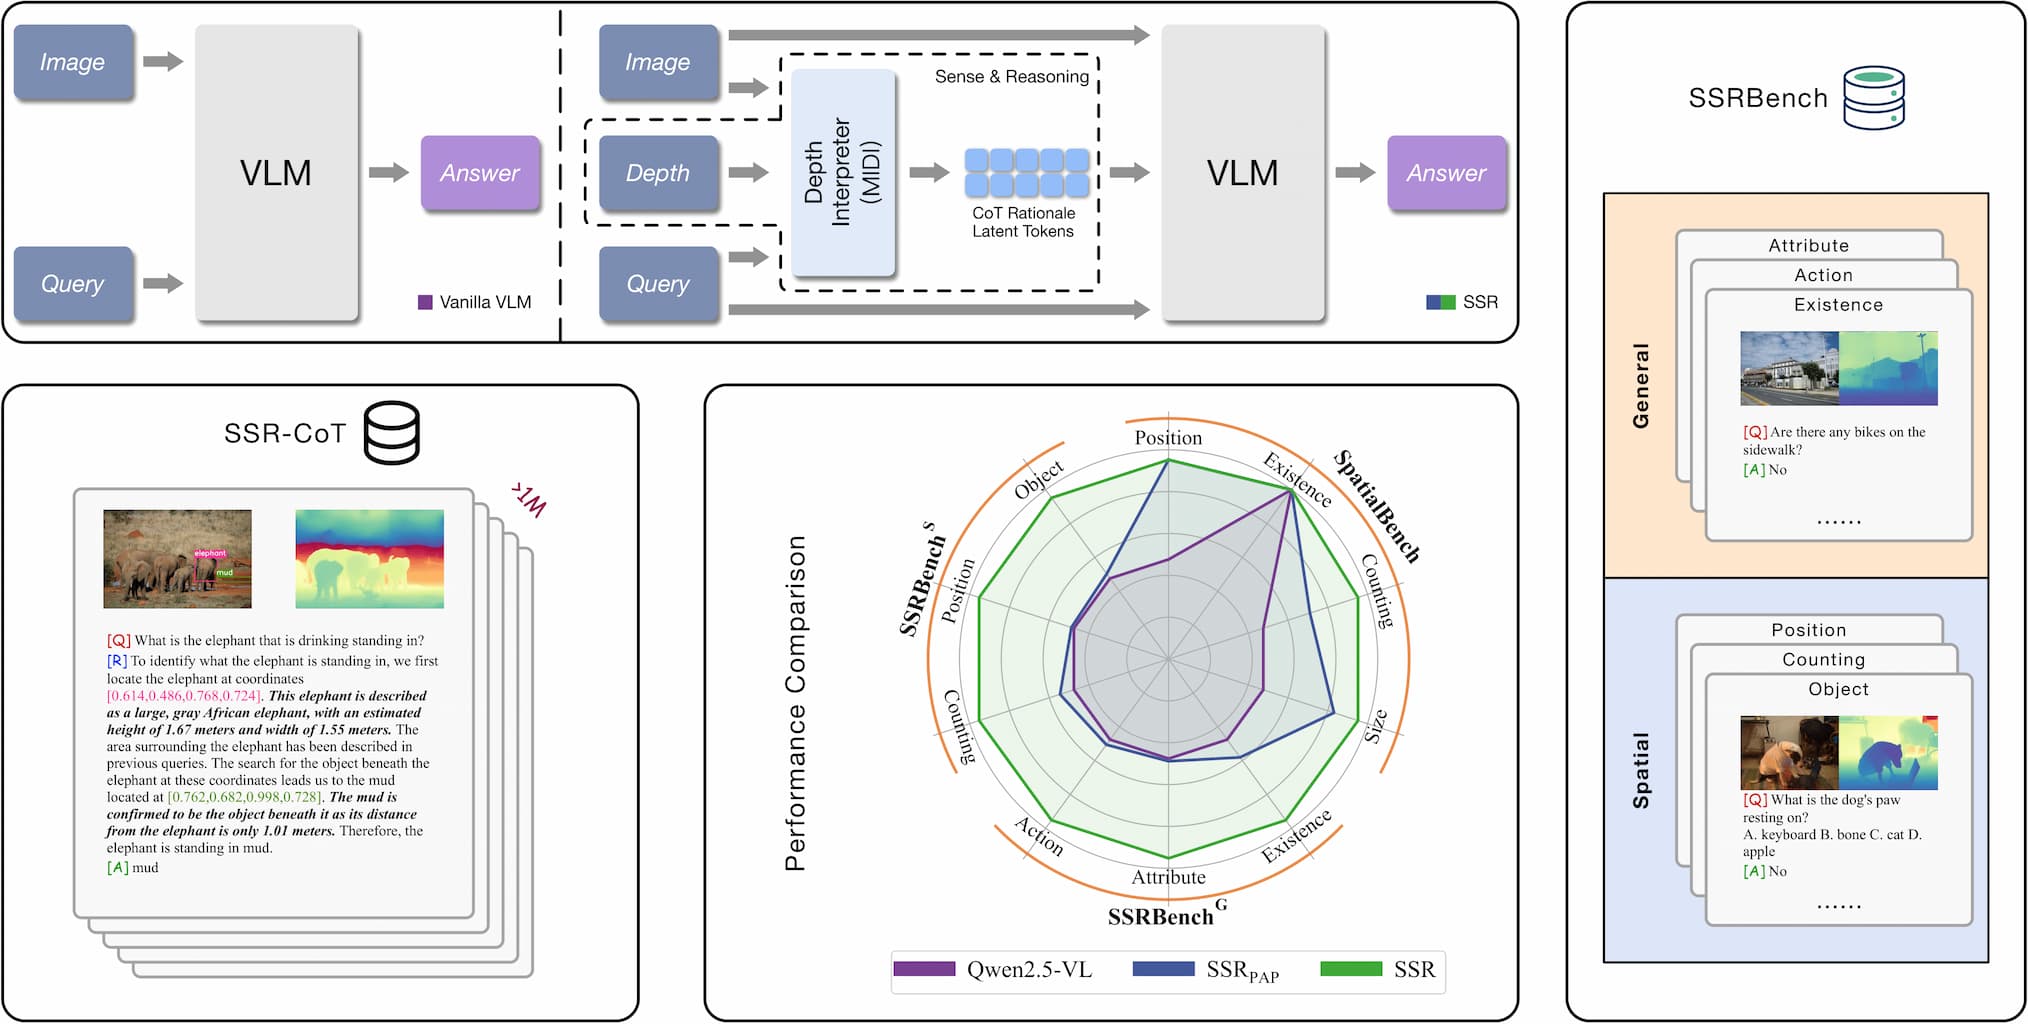 Image
Query
VLM
Answer
Vanilla VLM
Image
Depth
Query
Sense & Reasoning
Depth
Interpreter
(MIDI)
CoT Rationale
Latent Tokens
VLM
Answer
SSR
SSR-CoT
>1M
elephant
mud
[Q] What is the elephant that is drinking standing in?
[R] To identify what the elephant is standing in, we first
locate the elephant at coordinates
[0.614,0.486,0.768,0.724]. This elephant is described
as a large, gray African elephant, with an estimated
height of 1.67 meters and width of 1.55 meters. The
area surrounding the elephant has been described in
previous queries. The search for the object beneath the
elephant at these coordinates leads us to the mud
located at [0.762,0.682,0.998,0.728]. The mud is
confirmed to be the object beneath it as its distance
from the elephant is only 1.01 meters. Therefore, the
elephant is standing in mud.
[A] mud
Performance Comparison
Position
Existence
Counting
Size
Existence
Attribute
Action
Counting
Position
Object
SpatialBench
SSRBench S
SSRBench G
Qwen2.5-VL
SSR PAP
SSR
SSRBench
General
Attribute
Action
Existence
[Q] Are there any bikes on the
sidewalk?
[A] No
......
Spatial
Position
Counting
Object
[Q] What is the dog's paw
resting on?
A. keyboard B. bone C. cat D.
apple
[A] No
......